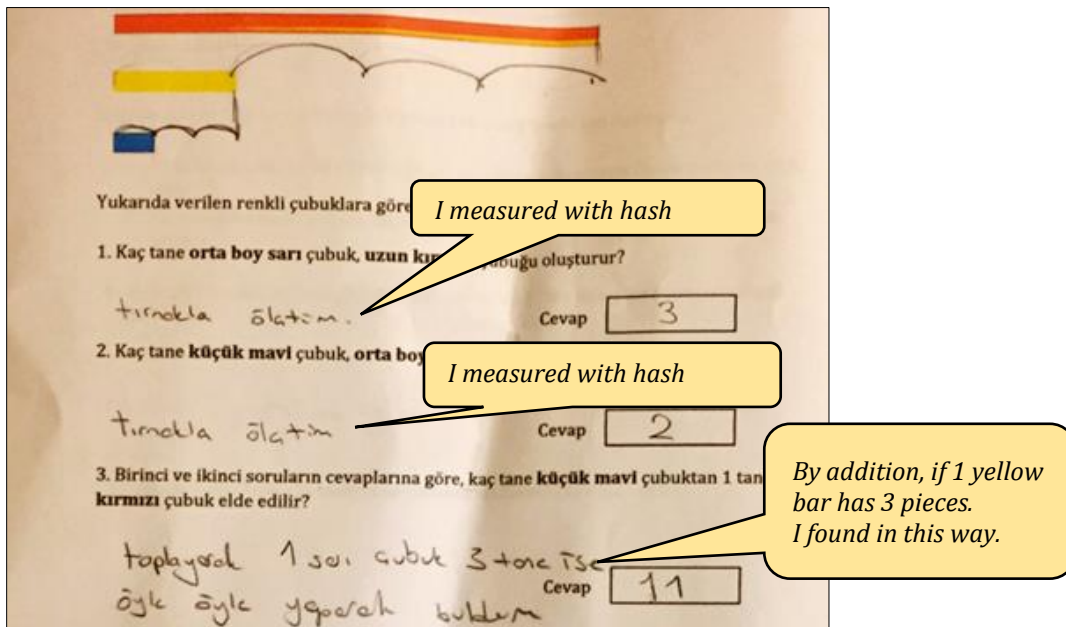 Yukarıda verilen renkli çubuklara göre
I measured with hash
1. Kaç tane orta boy sarı çubuk, uzun kır çubuğu oluşturur?
tırnakla ölçtüm.
Cevap 3
2. Kaç tane küçük mavi çubuk, orta boy
I measured with hash
tırnakla ölçtüm
Cevap 2
3. Birinci ve ikinci soruların cevaplarına göre, kaç tane küçük mavi çubuktan 1 tan
kırmızı çubuk elde edilir?
By addition, if 1 yellow
bar has 3 pieces.
I found in this way.
toplayarak 1 sarı çubuk 3 tane ise
Cevap 11
öyle öyle yaparak buldum